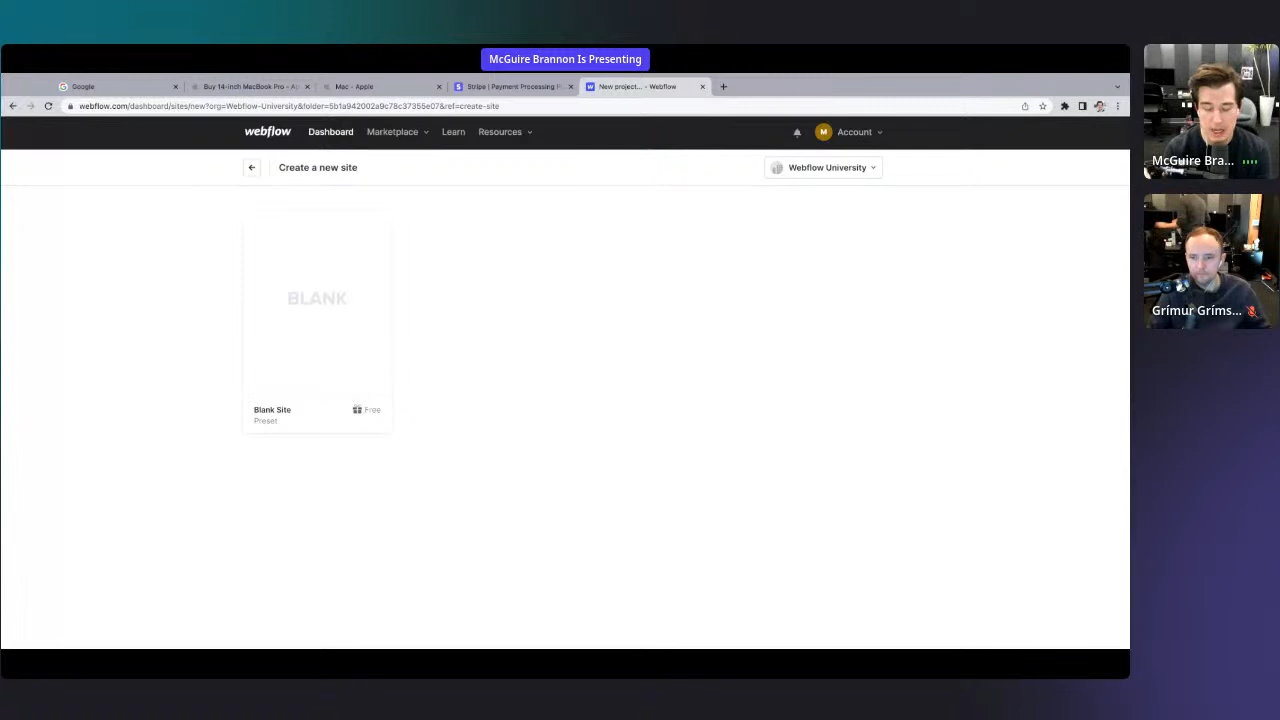 McGuire Brannon Is Presenting
Google
Buy 14-inch MacBook Pro - Ap
Mac - Apple
Stripe | Payment Processing Pl
New project... - Webflow
webflow.com/dashboard/sites/new?org=Webflow-University&folder=5b1a942002a9c78c37355e07&ref=create-site
webflow
Dashboard
Marketplace
Learn
Resources
M
Account
Create a new site
Webflow University
BLANK
Blank Site
Free
Preset
McGuire Bra...
Grímur Gríms...